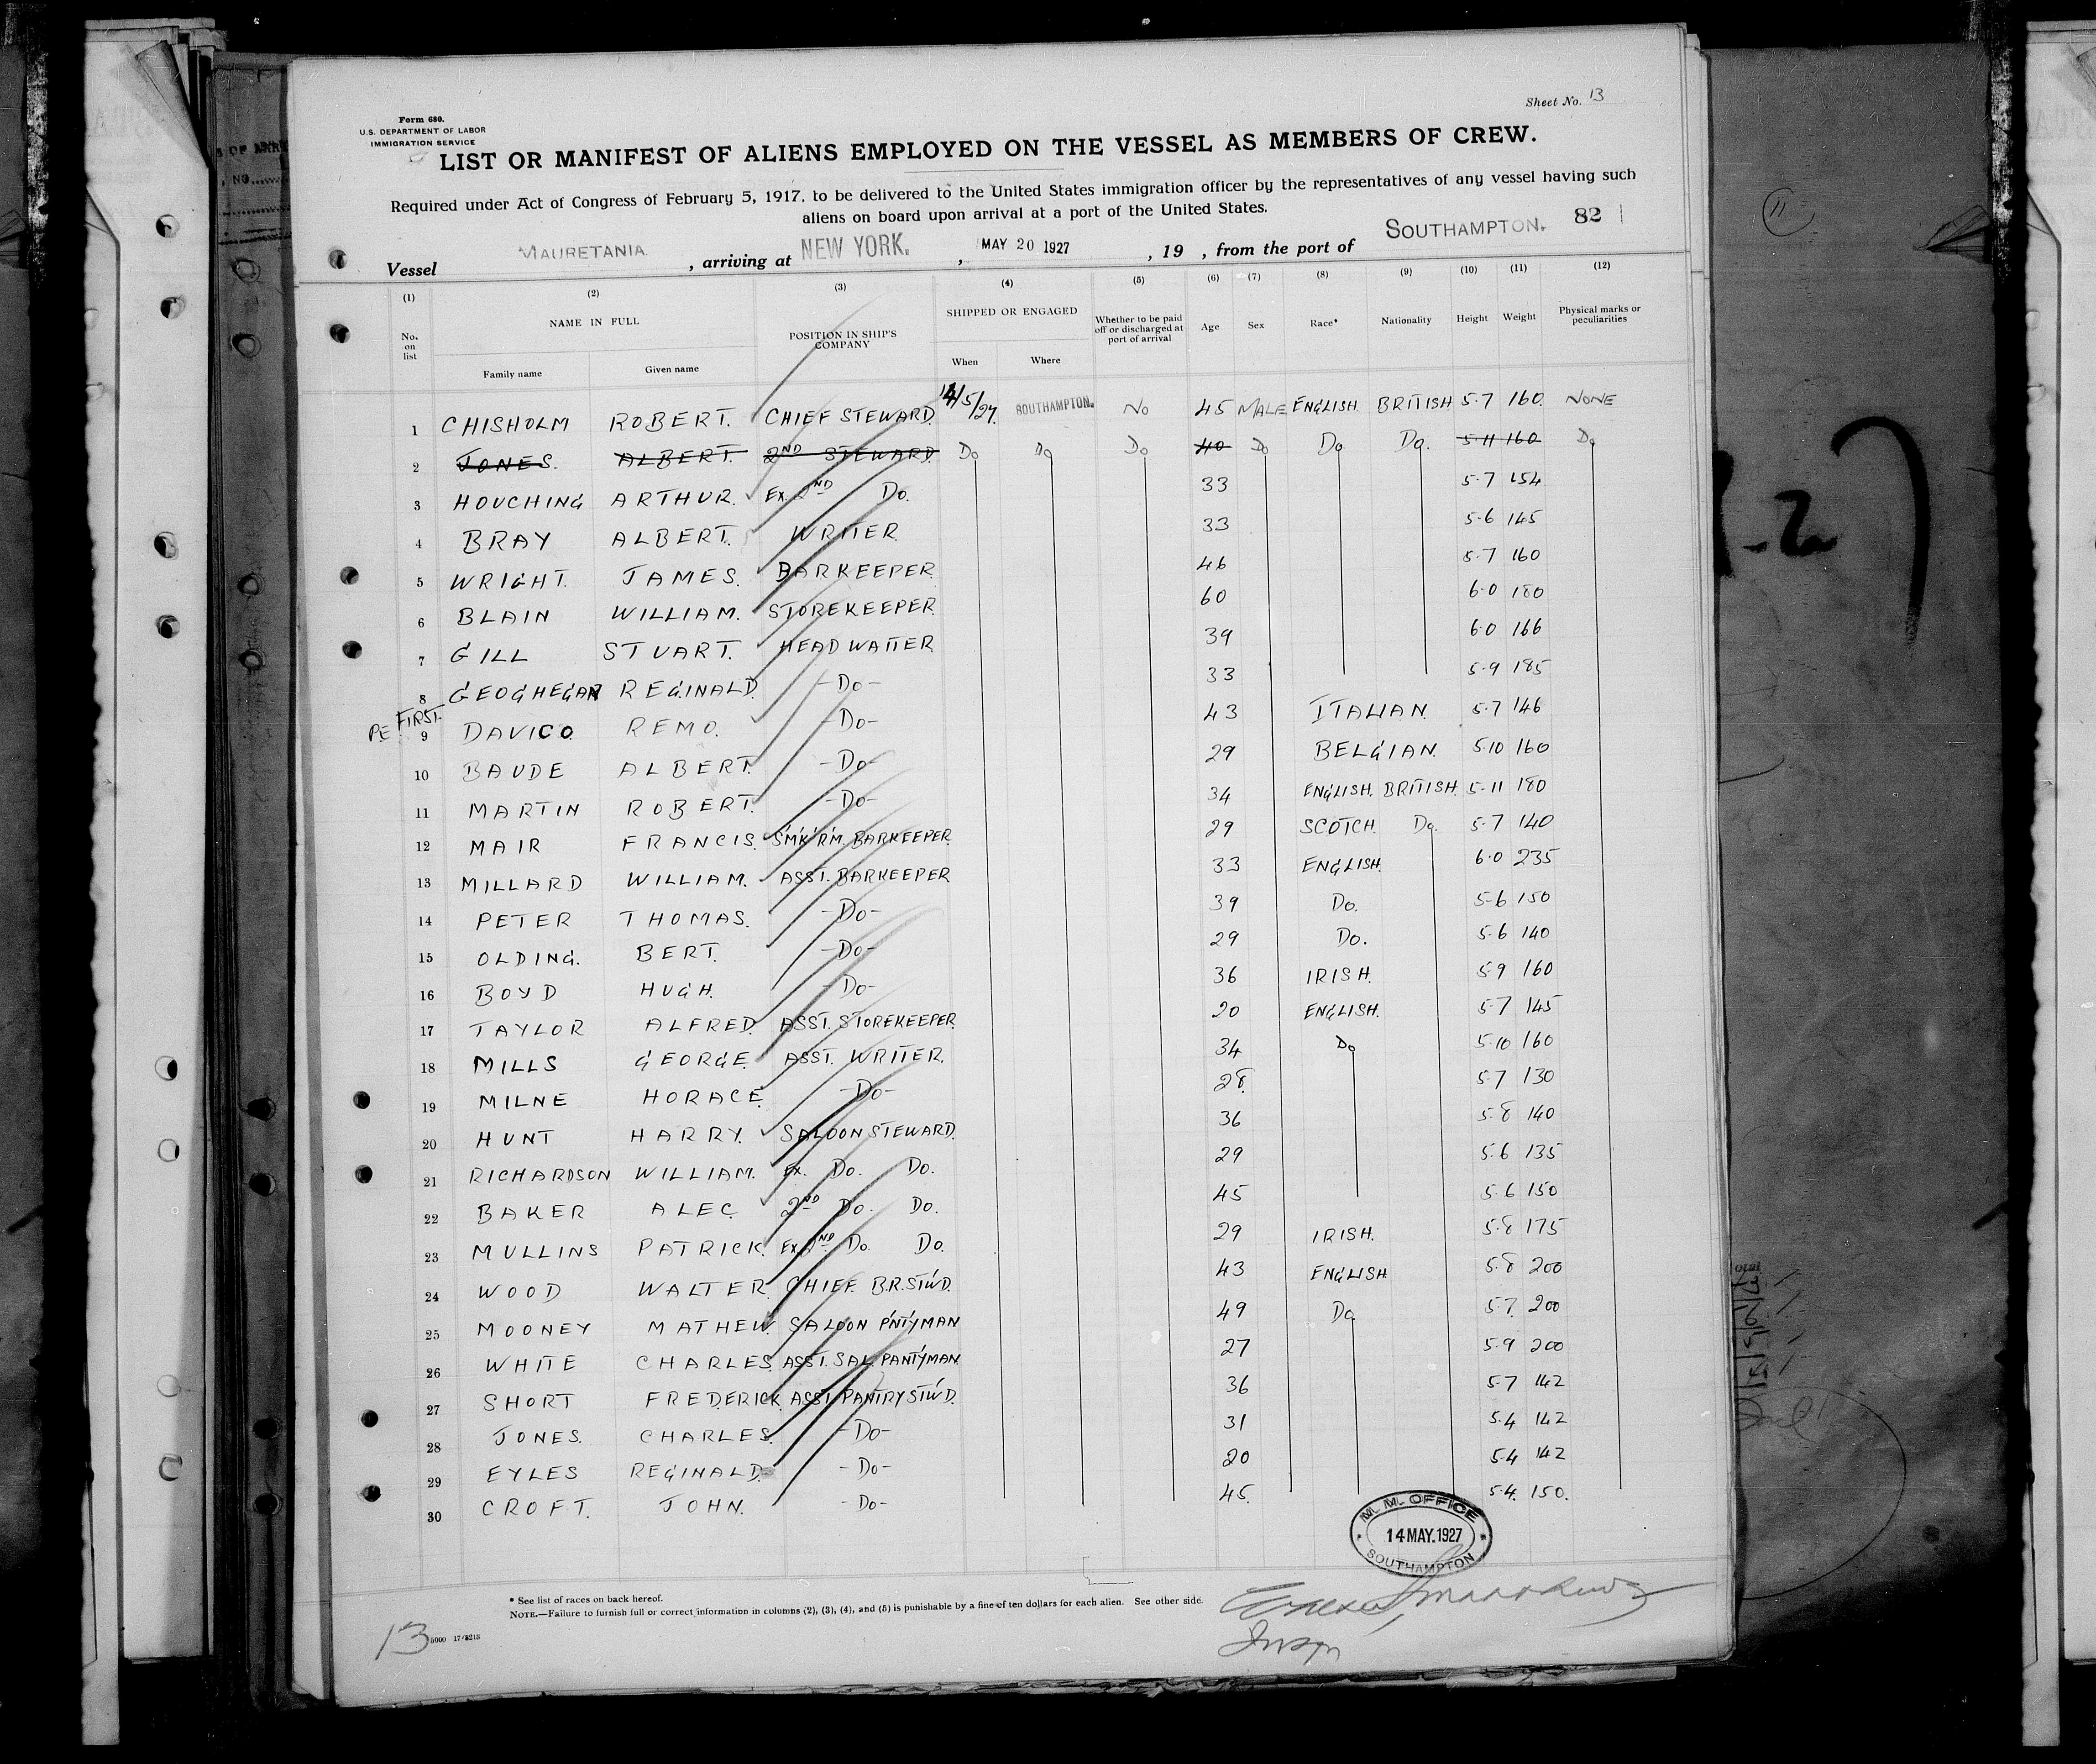 Sheet No. 13
Form 680.
U.S. DEPARTMENT OF LABOR
IMMIGRATION SERVICE
LIST OR MANIFEST OF ALIENS EMPLOYED ON THE VESSEL AS MEMBERS OF CREW.
Required under Act of Congress of February 5, 1917, to be delivered to the United States immigration officer by the representatives of any vessel having such
aliens on board upon arrival at a port of the United States.
82
Vessel MAURETANIA , arriving at NEW YORK. , MAY 20 1927 , 19 , from the port of SOUTHAMPTON.
(1) (2) (3) (4) (5) (6) (7) (8) (9) (10) (11) (12)
No. on list NAME IN FULL POSITION IN SHIP'S COMPANY SHIPPED OR ENGAGED Whether to be paid off or discharged at port of arrival Age Sex Race* Nationality Height Weight Physical marks or peculiarities
Family name Given name When Where
1 CHISHOLM ROBERT. CHIEF STEWARD. 14/5/27. SOUTHAMPTON. No 45 MALE ENGLISH. BRITISH 5.7 160. NONE
2 JONES. ALBERT. 2ND STEWARD. Do Do Do 40 Do Do Do. 5.11 160 Do
3 HOUCHING ARTHUR. Ex. 2ND Do. 33 5.7 154
4 BRAY ALBERT. WRITER 33 5.6 145
5 WRIGHT. JAMES. BARKEEPER 46 5.7 160
6 BLAIN WILLIAM. STOREKEEPER. 60 6.0 180
7 GILL STUART. HEAD WAITER. 39 6.0 166
8 GEOGHEGAN REGINALD. -Do- 33 5.9 185
FIRST.
9 DAVICO. REMO. -Do- 43 ITALIAN. 5.7 146
10 BAUDE ALBERT. -Do- 29 BELGIAN. 5.10 160
11 MARTIN ROBERT. -Do- 34 ENGLISH. BRITISH. 5.11 180
12 MAIR FRANCIS. S'M'K'R'M. BARKEEPER. 29 SCOTCH. Do. 5.7 140
13 MILLARD WILLIAM. ASST. BARKEEPER 33 ENGLISH. 6.0 235
14 PETER THOMAS. -Do- 39 Do. 5.6 150
15 OLDING. BERT. -Do- 29 Do. 5.6 140
16 BOYD HUGH. -Do- 36 IRISH. 5.9 160
17 TAYLOR ALFRED. ASST. STOREKEEPER. 20 ENGLISH. 5.7 145
18 MILLS GEORGE. ASST. WRITER. 34 Do 5.10 160
19 MILNE HORACE. -Do- 28. 5.7 130
20 HUNT HARRY. SALOON STEWARD. 36 5.8 140
21 RICHARDSON WILLIAM. Ex. Do. Do. 29 5.6 135
22 BAKER ALEC. 2ND Do. Do. 45 5.6 150
23 MULLINS PATRICK. Ex 2ND Do. Do. 29 IRISH. 5.8 175
24 WOOD WALTER. CHIEF B.R. ST'W'D. 43 ENGLISH 5.8 200
25 MOONEY MATHEW. SALOON P'NT'YMAN 49 Do 5.7. 200
26 WHITE CHARLES. ASST. SAL. PANT'YMAN. 27 5.9 200
27 SHORT FREDERICK. ASST. PANTRY ST'W'D. 36 5.7 142
28 JONES. CHARLES. -Do- 31 5.4 142
29 EYLES REGINALD. -Do- 20 5.4 142
30 CROFT. JOHN. -Do- 45. 5.4. 150.
M. M. OFFICE
14 MAY. 1927
SOUTHAMPTON
* See list of races on back hereof.
NOTE.—Failure to furnish full or correct information in columns (2), (3), (4), and (5) is punishable by a fine of ten dollars for each alien. See other side.
13
Insp